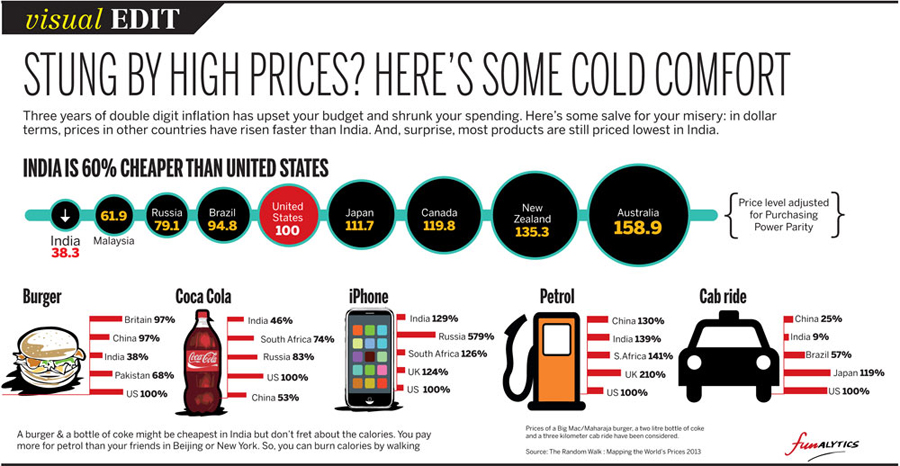 visual EDIT
STUNG BY HIGH PRICES? HERE'S SOME COLD COMFORT
Three years of double digit inflation has upset your budget and shrunk your spending. Here's some salve for your misery: in dollar
terms, prices in other countries have risen faster than India. And, surprise, most products are still priced lowest in India.
INDIA IS 60% CHEAPER THAN UNITED STATES
India
38.3
61.9
Malaysia
Russia
79.1
Brazil
94.8
United
States
100
Japan
111.7
Canada
119.8
New
Zealand
135.3
Australia
158.9
Price level adjusted
for Purchasing
Power Parity
Burger
Britain 97%
China 97%
India 38%
Pakistan 68%
US 100%
Coca Cola
Coca-Cola
India 46%
South Africa 74%
Russia 83%
US 100%
China 53%
iPhone
India 129%
Russia 579%
South Africa 126%
UK 124%
US 100%
Petrol
China 130%
India 139%
S.Africa 141%
UK 210%
US 100%
Cab ride
China 25%
India 9%
Brazil 57%
Japan 119%
US 100%
A burger & a bottle of coke might be cheapest in India but don't fret about the calories. You pay
more for petrol than your friends in Beijing or New York. So, you can burn calories by walking
Prices of a Big Mac/Maharaja burger, a two litre bottle of coke
and a three kilometer cab ride have been considered.
Source: The Random Walk : Mapping the World's Prices 2013
funALYTICS